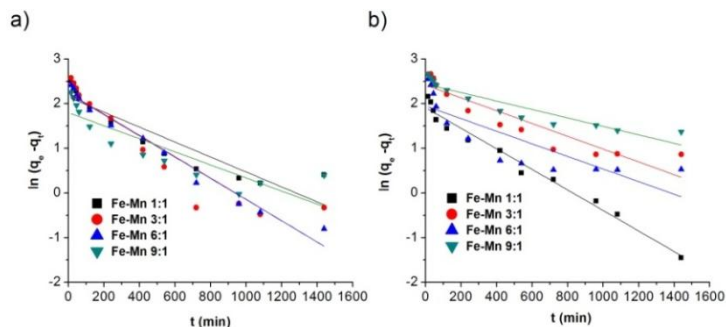 a)
ln (qe -qt)
3
2
1
0
-1
-2
Fe-Mn 1:1
Fe-Mn 3:1
Fe-Mn 6:1
Fe-Mn 9:1
0 200 400 600 800 1000 1200 1400 1600
t (min)
b)
ln (qe -qt)
3
2
1
0
-1
-2
Fe-Mn 1:1
Fe-Mn 3:1
Fe-Mn 6:1
Fe-Mn 9:1
0 200 400 600 800 1000 1200 1400 1600
t (min)